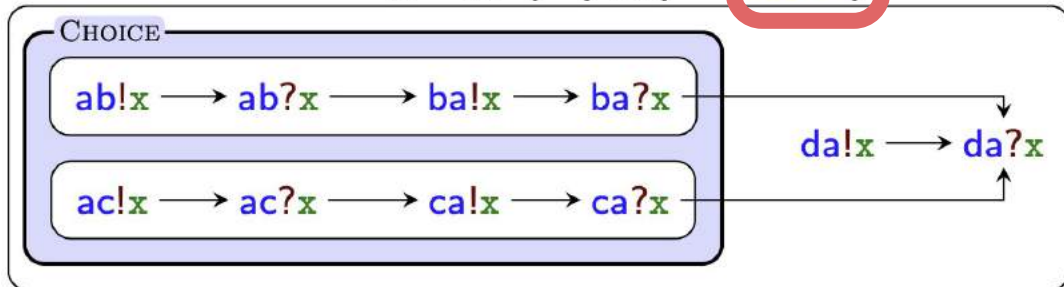 CHOICE
ab!x → ab?x → ba!x → ba?x
da!x → da?x
ac!x → ac?x → ca!x → ca?x